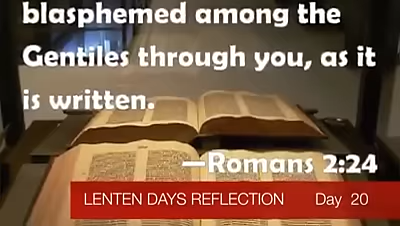 blasphemed among the
Gentiles through you, as it
is written.
—Romans 2:24
LENTEN DAYS REFLECTION Day 20